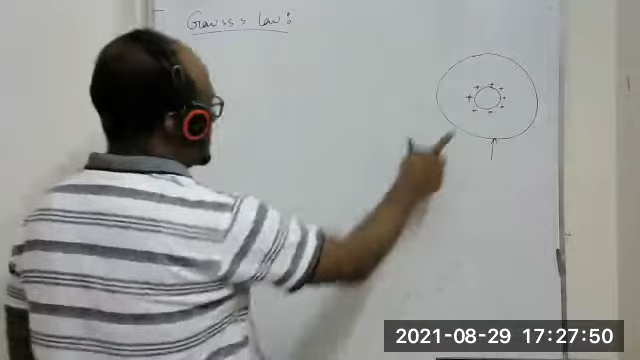 Gauss's Law:
+ + + + + + + +
2021-08-29 17:27:50